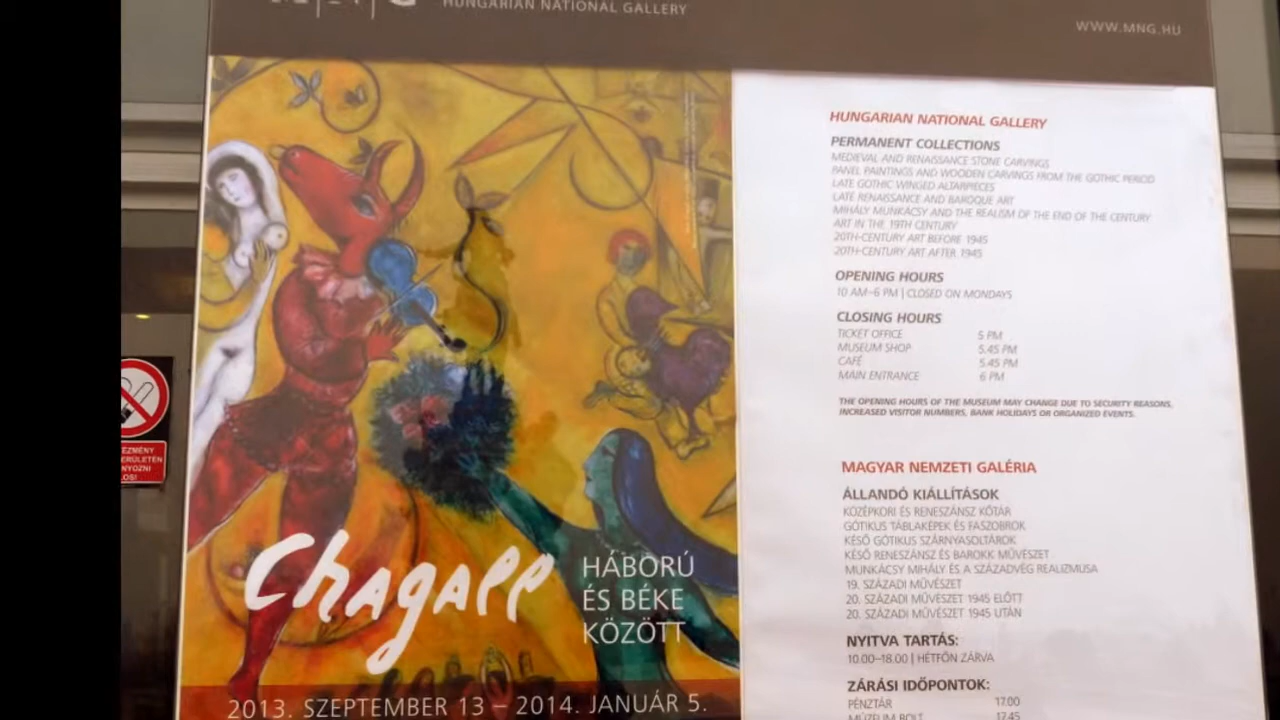 HUNGARIAN NATIONAL GALLERY
WWW.MNG.HU
Chagall
HÁBORÚ
ÉS BÉKE
KÖZÖTT
2013. SZEPTEMBER 13 – 2014. JANUÁR 5.
HUNGARIAN NATIONAL GALLERY
PERMANENT COLLECTIONS
MEDIEVAL AND RENAISSANCE STONE CARVINGS
PANEL PAINTINGS AND WOODEN CARVINGS FROM THE GOTHIC PERIOD
LATE GOTHIC WINGED ALTARPIECES
LATE RENAISSANCE AND BAROQUE ART
MIHÁLY MUNKÁCSY AND THE REALISM OF THE END OF THE CENTURY
ART IN THE 19TH CENTURY
20TH-CENTURY ART BEFORE 1945
20TH-CENTURY ART AFTER 1945
OPENING HOURS
10 AM–6 PM | CLOSED ON MONDAYS
CLOSING HOURS
TICKET OFFICE 5 PM
MUSEUM SHOP 5.45 PM
CAFÉ 5.45 PM
MAIN ENTRANCE 6 PM
THE OPENING HOURS OF THE MUSEUM MAY CHANGE DUE TO SECURITY REASONS,
INCREASED VISITOR NUMBERS, BANK HOLIDAYS OR ORGANIZED EVENTS.
MAGYAR NEMZETI GALÉRIA
ÁLLANDÓ KIÁLLÍTÁSOK
KÖZÉPKORI ÉS RENESZÁNSZ KŐTÁR
GÓTIKUS TÁBLAKÉPEK ÉS FASZOBROK
KÉSŐ GÓTIKUS SZÁRNYASOLTÁROK
KÉSŐ RENESZÁNSZ ÉS BAROKK MŰVÉSZET
MUNKÁCSY MIHÁLY ÉS A SZÁZADVÉG REALIZMUSA
19. SZÁZADI MŰVÉSZET
20. SZÁZADI MŰVÉSZET 1945 ELŐTT
20. SZÁZADI MŰVÉSZET 1945 UTÁN
NYITVA TARTÁS:
10.00–18.00 | HÉTFŐN ZÁRVA
ZÁRÁSI IDŐPONTOK:
PÉNZTÁR 17.00
MÚZEUM BOLT 17.45